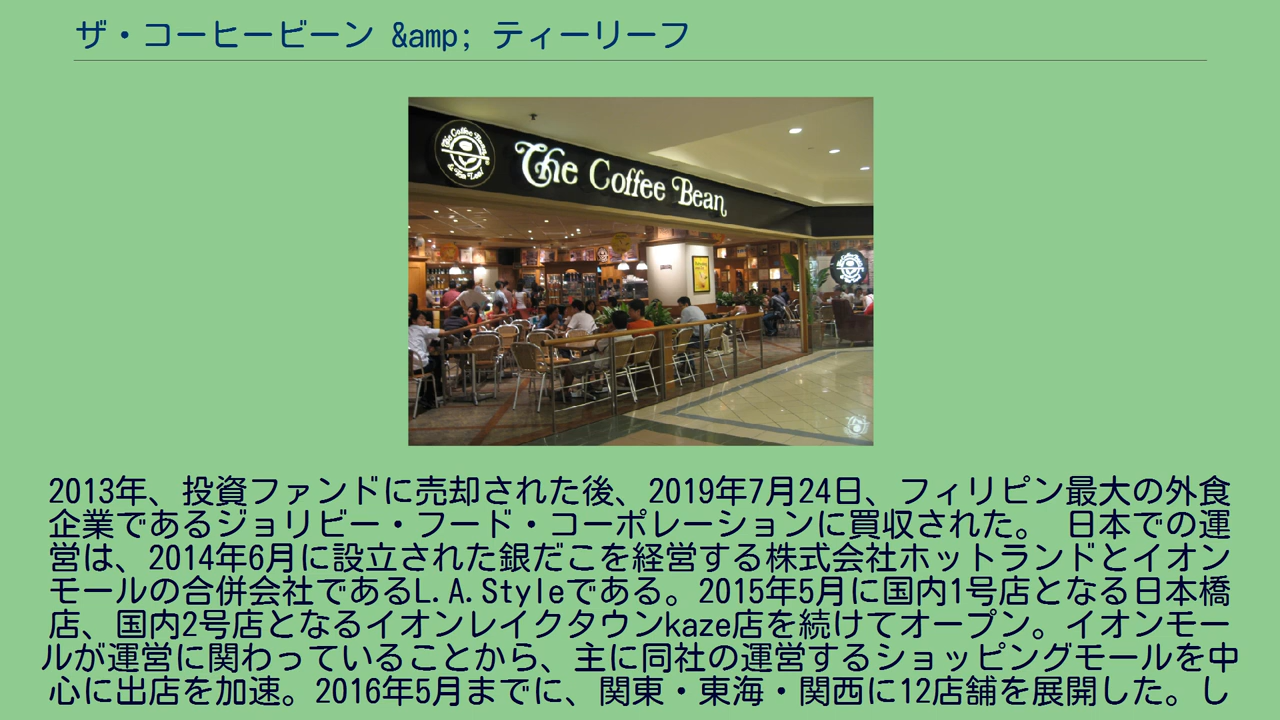 ザ・コーヒービーン &amp; ティーリーフ
The Coffee Bean
2013年、投資ファンドに売却された後、2019年7月24日、フィリピン最大の外食
企業であるジョリビー・フード・コーポレーションに買収された。 日本での運
営は、2014年6月に設立された銀だこを経営する株式会社ホットランドとイオン
モールの合併会社であるL.A.Styleである。2015年5月に国内1号店となる日本橋
店、国内2号店となるイオンレイクタウンkaze店を続けてオープン。イオンモー
ルが運営に関わっていることから、主に同社の運営するショッピングモールを中
心に出店を加速。2016年5月までに、関東・東海・関西に12店舗を展開した。し